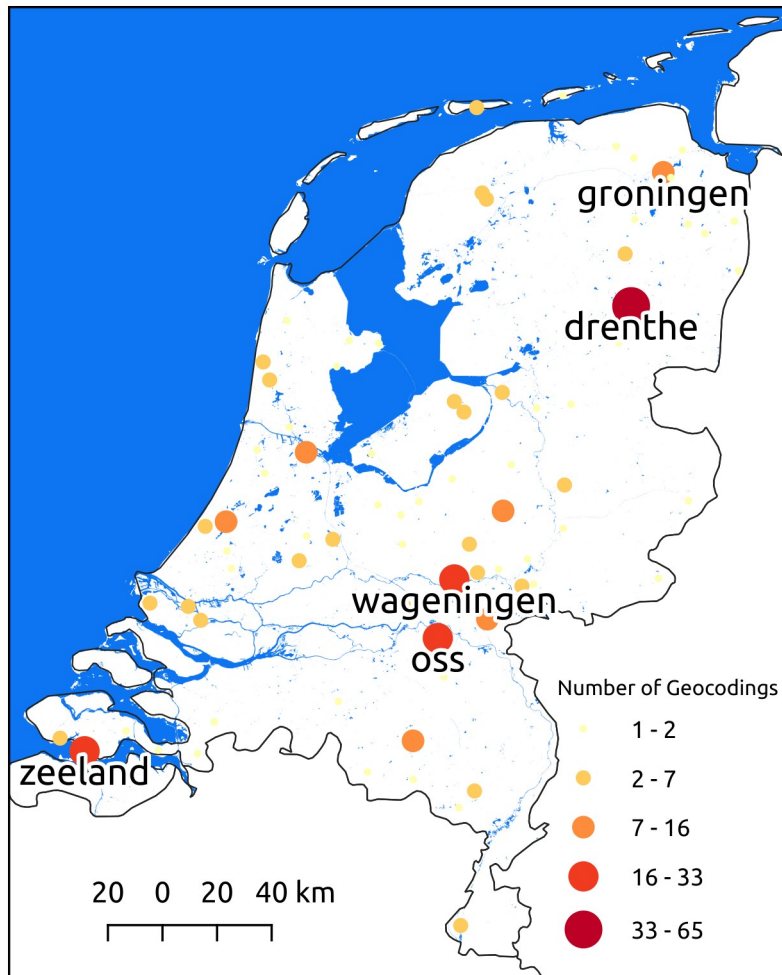 groningen
drenthe
wageningen
oss
zeeland
Number of Geocodings
1 - 2
2 - 7
7 - 16
16 - 33
33 - 65
20 0 20 40 km